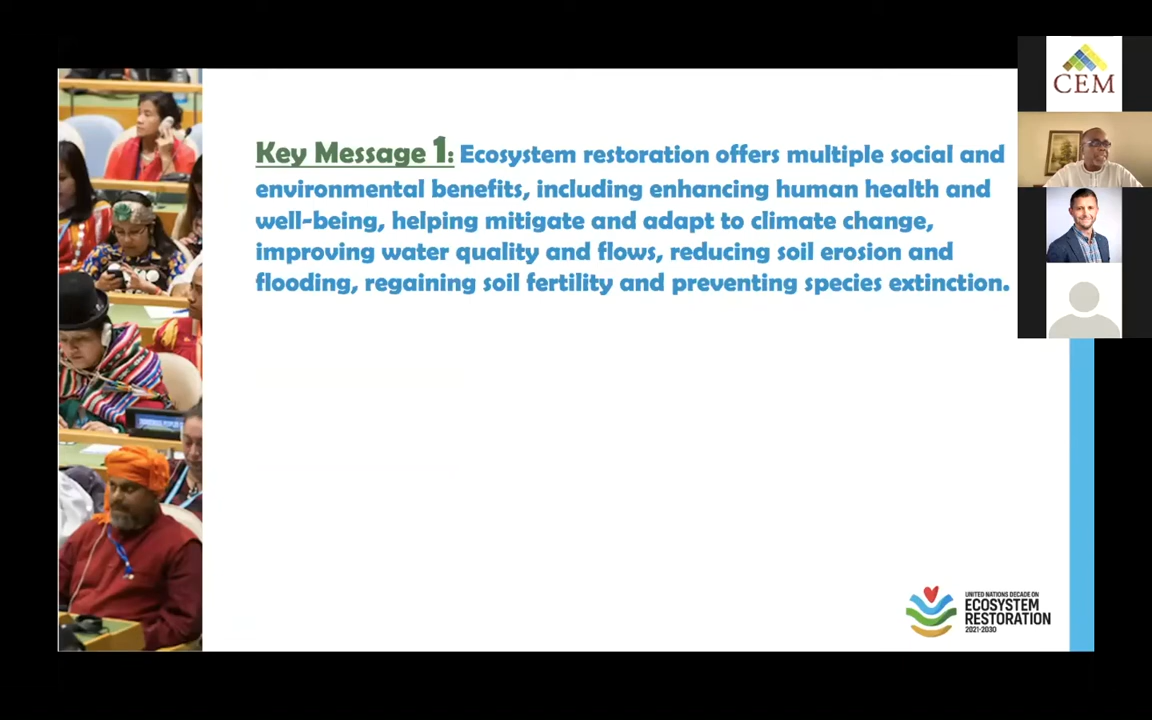 CEM
Key Message 1: Ecosystem restoration offers multiple social and
environmental benefits, including enhancing human health and
well-being, helping mitigate and adapt to climate change,
improving water quality and flows, reducing soil erosion and
flooding, regaining soil fertility and preventing species extinction.
UNITED NATIONS DECADE ON
ECOSYSTEM
RESTORATION
2021-2030